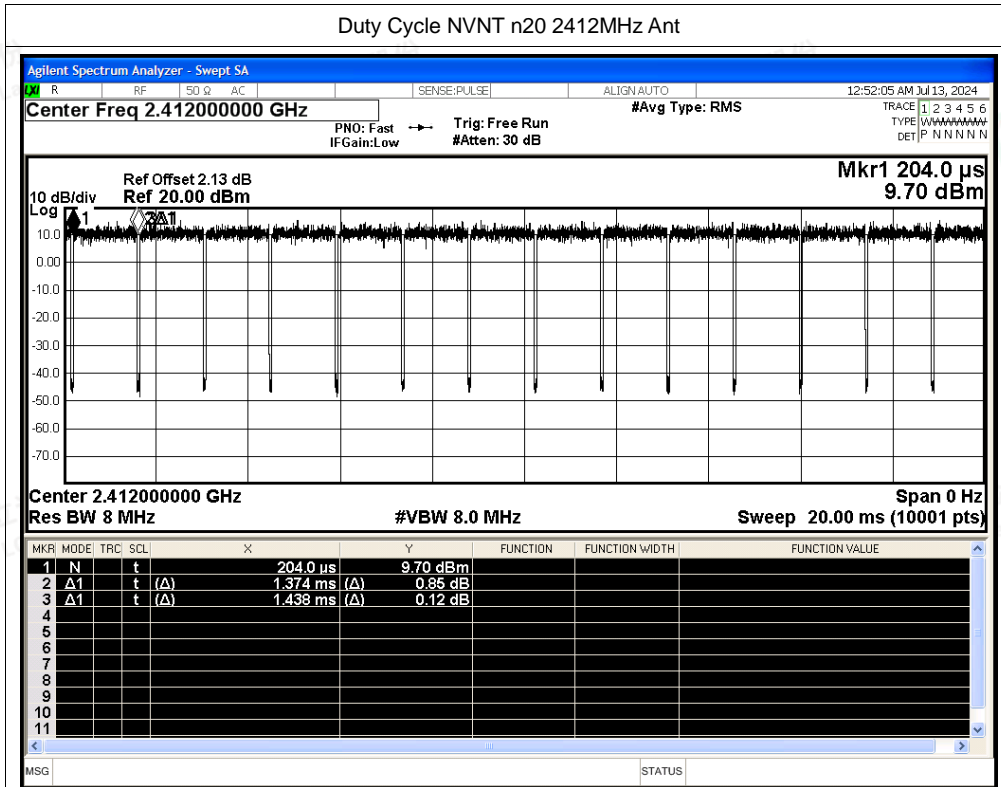 Duty Cycle NVNT n20 2412MHz Ant
Agilent Spectrum Analyzer - Swept SA
LXI R RF 50 Ω AC SENSE:PULSE ALIGN AUTO 12:52:05 AM Jul 13, 2024
Center Freq 2.412000000 GHz #Avg Type: RMS TRACE 1 2 3 4 5 6
PNO: Fast Trig: Free Run TYPE WWWWWW
IFGain:Low #Atten: 30 dB DET P N N N N N
Mkr1 204.0 µs
Ref Offset 2.13 dB
10 dB/div Ref 20.00 dBm 9.70 dBm
Log
1 2Δ1 3Δ1
10.0
0.00
-10.0
-20.0
-30.0
-40.0
-50.0
-60.0
-70.0
Center 2.412000000 GHz Span 0 Hz
Res BW 8 MHz #VBW 8.0 MHz Sweep 20.00 ms (10001 pts)
MKR MODE TRC SCL X Y FUNCTION FUNCTION WIDTH FUNCTION VALUE
1 N t 204.0 µs 9.70 dBm
2 Δ1 t (Δ) 1.374 ms (Δ) 0.85 dB
3 Δ1 t (Δ) 1.438 ms (Δ) 0.12 dB
4
5
6
7
8
9
10
11
MSG STATUS